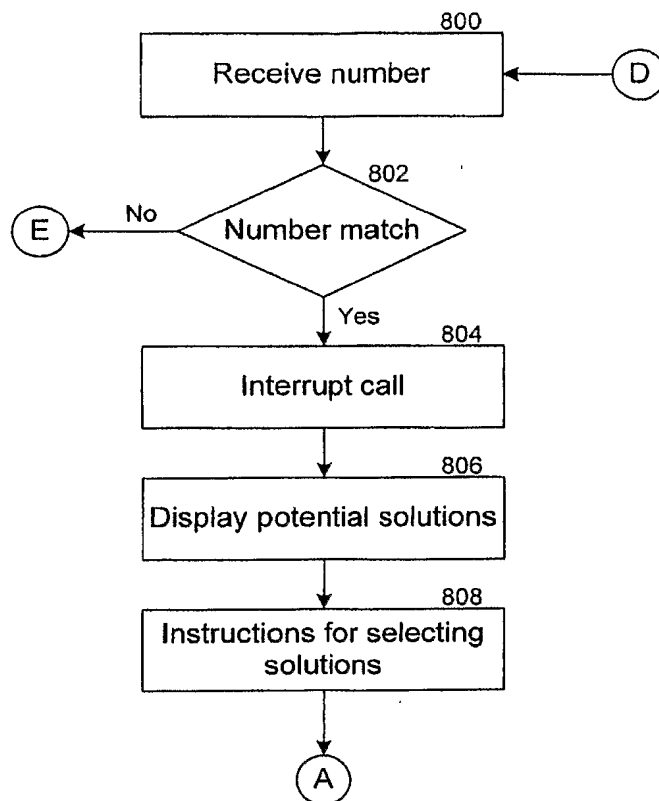 800
Receive number
D
802
No
E
Number match
Yes
804
Interrupt call
806
Display potential solutions
808
Instructions for selecting
solutions
A